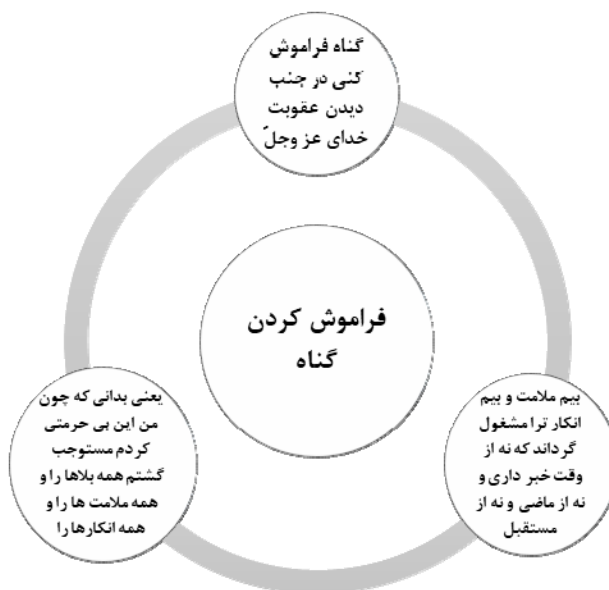 گناه فراموش
کنی در جنب
دیدن عقوبت
خدای عز وجلّ
فراموش کردن
گناه
بیم ملامت و بیم
انکار ترا مشغول
گرداند که نه از
وقت خبر داری و
نه از ماضی و نه از
مستقبل
یعنی بدانی که چون
من این بی حرمتی
کردم مستوجب
گشتم همه بلاها را و
همه ملامت ها را و
همه انکارها را